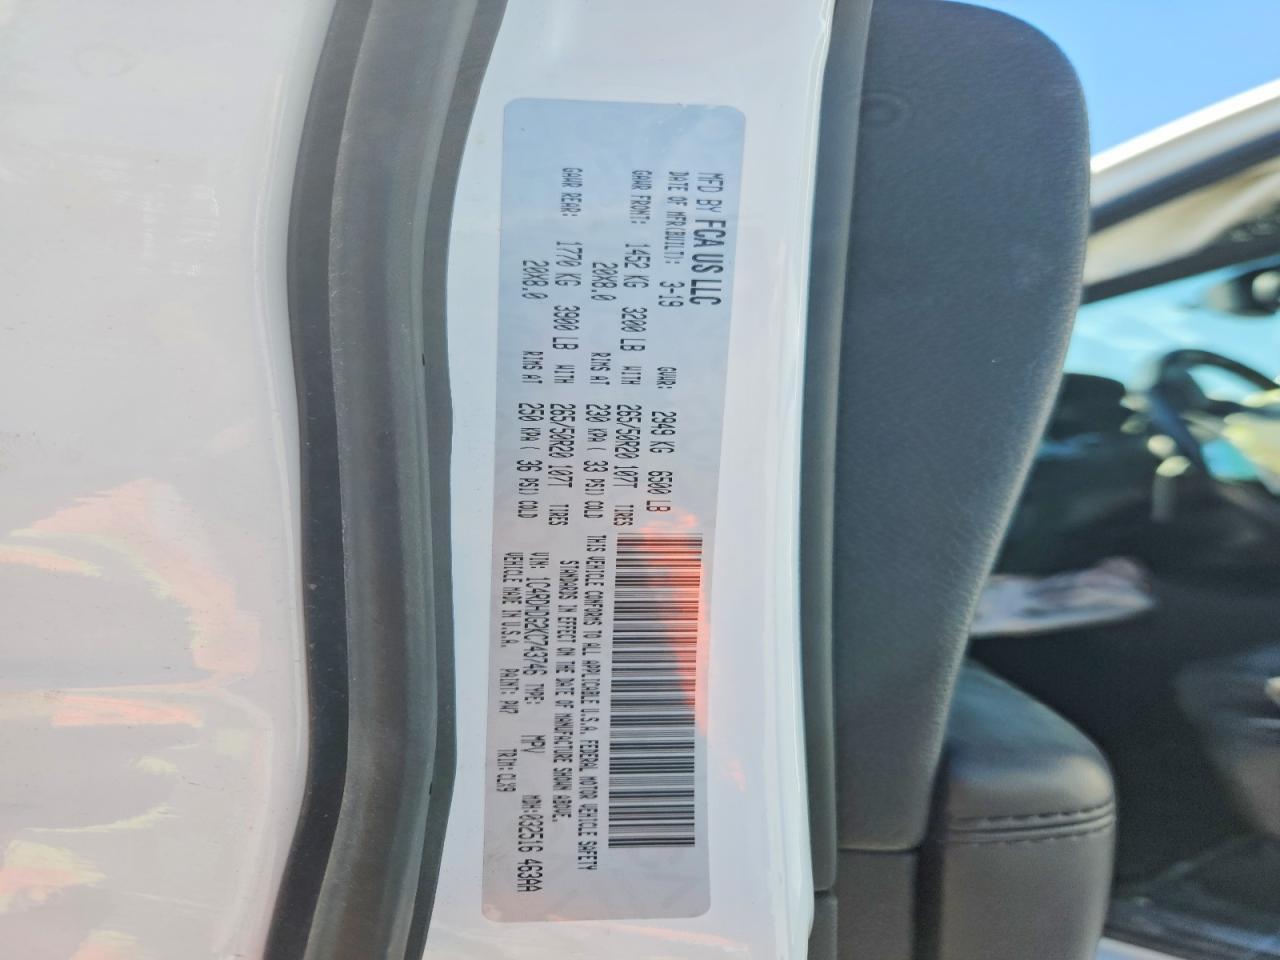 MFD BY FCA US LLC
DATE OF MFR(BUILT): 3-19 GVWR: 2949 KG 6500 LB
GAWR FRONT: 1452 KG 3200 LB WITH 265/50R20 107T TIRES
20X8.0 RIMS AT 230 KPA ( 33 PSI) COLD
GAWR REAR: 1770 KG 3900 LB WITH 265/50R20 107T TIRES
20X8.0 RIMS AT 250 KPA ( 36 PSI) COLD
THIS VEHICLE CONFORMS TO ALL APPLICABLE U.S.A. FEDERAL MOTOR VEHICLE SAFETY
STANDARDS IN EFFECT ON THE DATE OF MANUFACTURE SHOWN ABOVE.
VIN: 1C4RDHDG2KC743746 TYPE: MPV MDH:032516 4G3AA
VEHICLE MADE IN U.S.A. PAINT: PW7 TRIM: CLX9